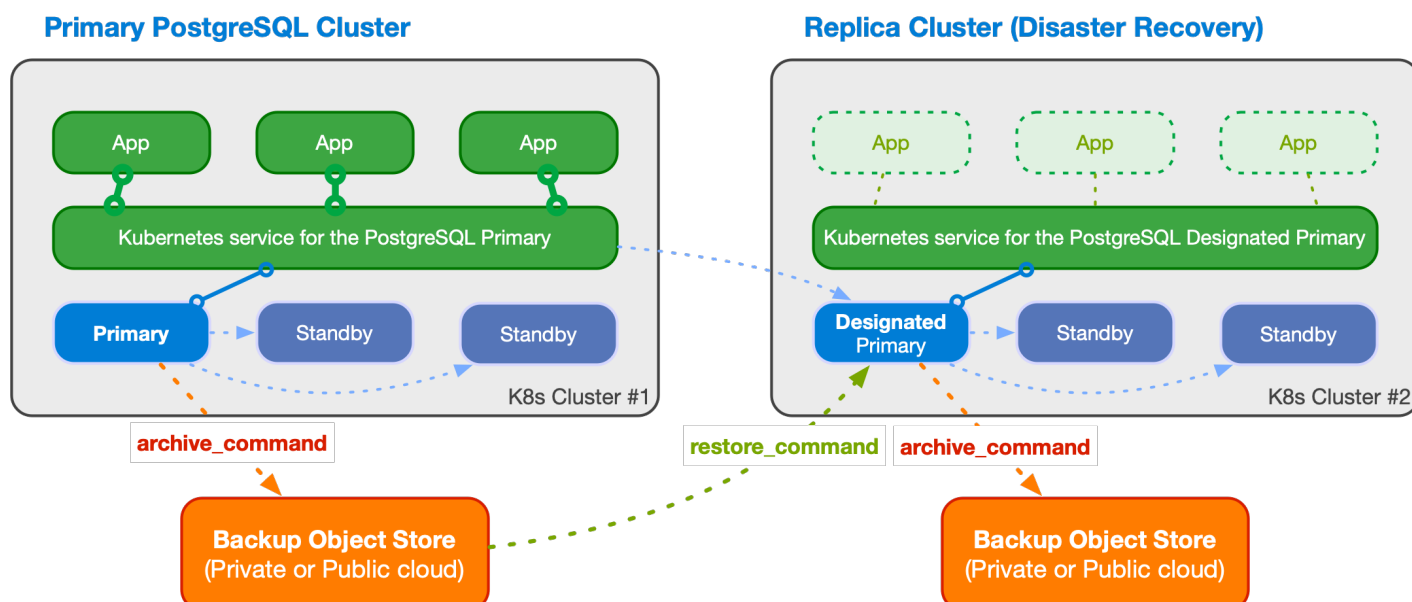 Primary PostgreSQL Cluster
Replica Cluster (Disaster Recovery)
App
App
App
Kubernetes service for the PostgreSQL Primary
Primary
Standby
Standby
K8s Cluster #1
App
App
App
Kubernetes service for the PostgreSQL Designated Primary
Designated
Primary
Standby
Standby
K8s Cluster #2
archive_command
restore_command
archive_command
Backup Object Store
(Private or Public cloud)
Backup Object Store
(Private or Public cloud)